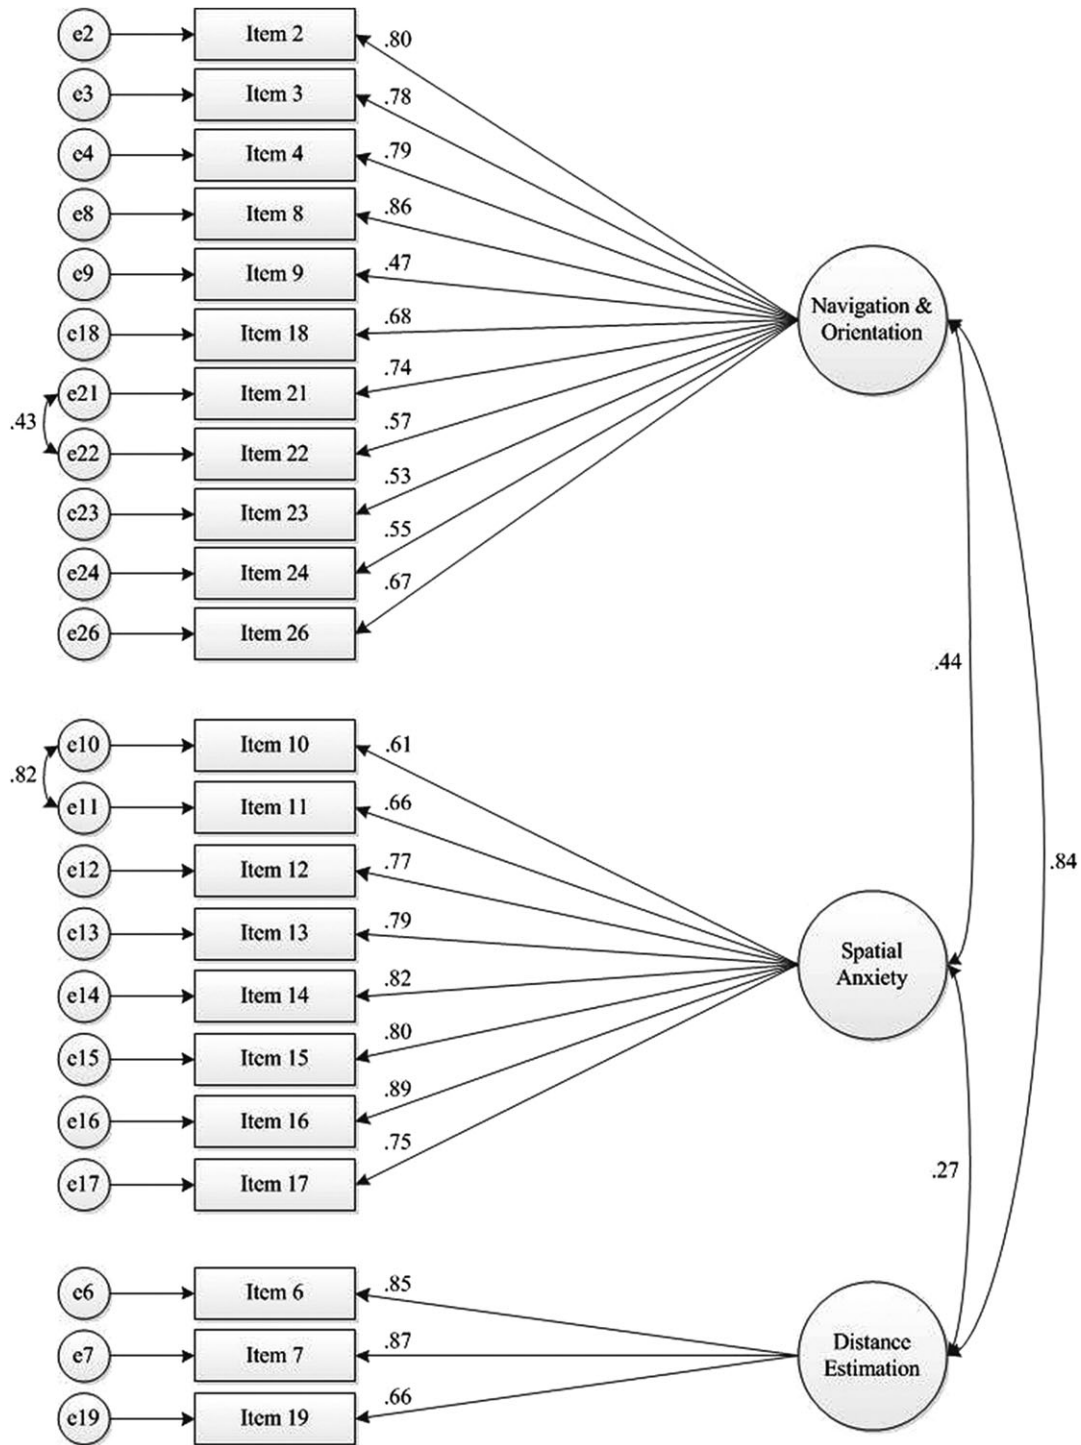 e2
Item 2
.80
e3
Item 3
.78
e4
Item 4
.79
e8
Item 8
.86
e9
Item 9
.47
e18
Item 18
.68
e21
Item 21
.74
.43
e22
Item 22
.57
e23
Item 23
.53
e24
Item 24
.55
e26
Item 26
.67
Navigation &
Orientation
.44
.84
e10
Item 10
.61
.82
e11
Item 11
.66
e12
Item 12
.77
e13
Item 13
.79
e14
Item 14
.82
e15
Item 15
.80
e16
Item 16
.89
e17
Item 17
.75
Spatial
Anxiety
.27
e6
Item 6
.85
e7
Item 7
.87
e19
Item 19
.66
Distance
Estimation